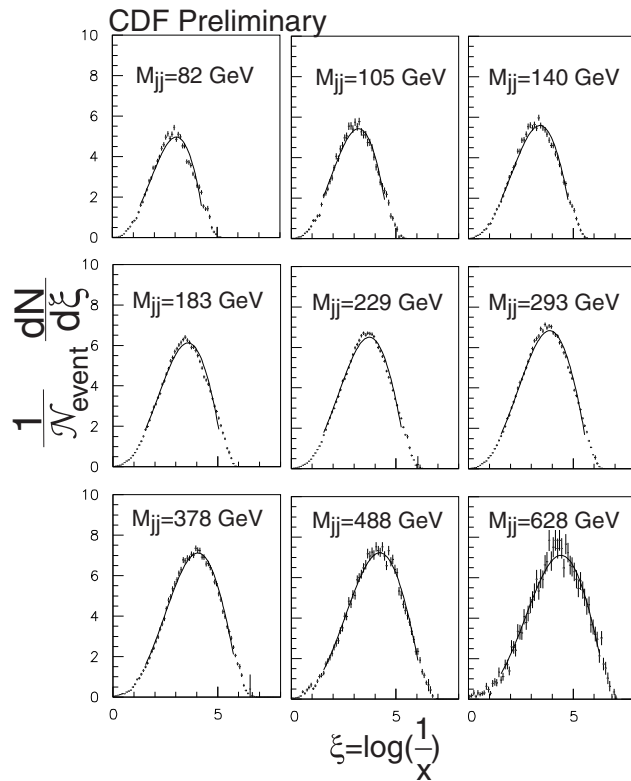 CDF Preliminary
10
8
6
4
2
0
M_jj=82 GeV
M_jj=105 GeV
M_jj=140 GeV
10
8
6
4
2
0
M_jj=183 GeV
M_jj=229 GeV
M_jj=293 GeV
10
8
6
4
2
0
M_jj=378 GeV
M_jj=488 GeV
M_jj=628 GeV
0 5 0 5 0 5
1/𝒩_event dN/dξ
ξ=log(1/x)